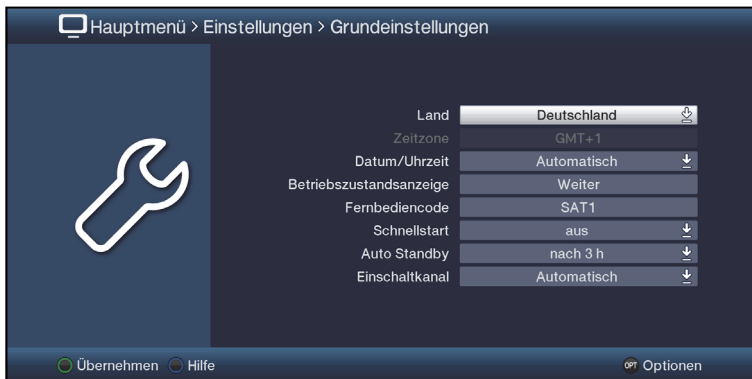 Hauptmenü > Einstellungen > Grundeinstellungen
Land Deutschland
Zeitzone GMT+1
Datum/Uhrzeit Automatisch
Betriebszustandsanzeige Weiter
Fernbediencode SAT1
Schnellstart aus
Auto Standby nach 3 h
Einschaltkanal Automatisch
Übernehmen Hilfe OPT Optionen